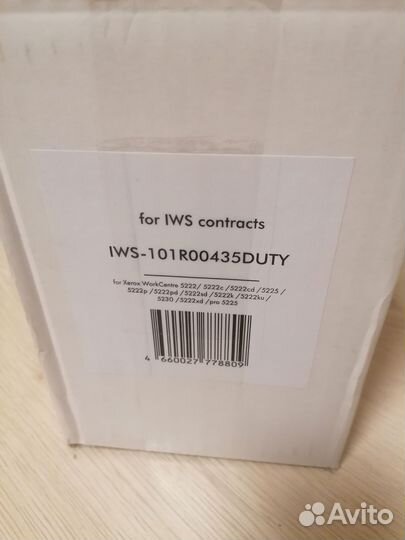 for IWS contracts
IWS-101R00435DUTY
for Xerox WorkCentre 5222/ 5222c /5222cd /5225 /
5222p /5222pd /5222sd /5222k /5222ku /
5230 /5222xd /pro 5225
4 660027 778809
Avito